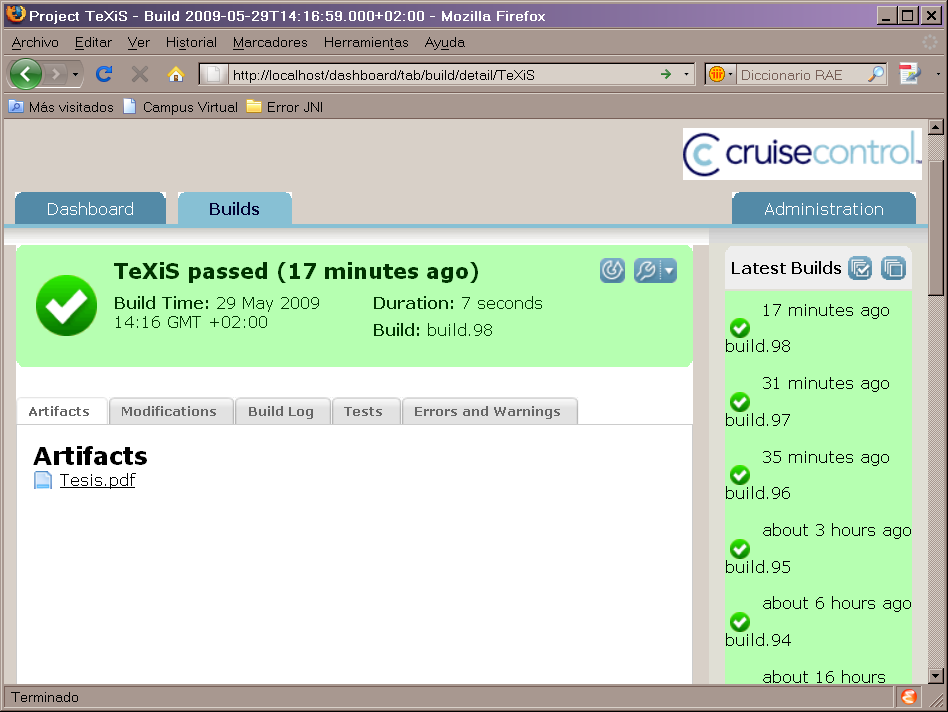 Project TeXiS - Build 2009-05-29T14:16:59.000+02:00 - Mozilla Firefox
Archivo Editar Ver Historial Marcadores Herramientas Ayuda
http://localhost/dashboard/tab/build/detail/TeXiS
Diccionario RAE
Más visitados Campus Virtual Error JNI
cruisecontrol
Dashboard Builds Administration
TeXiS passed (17 minutes ago)
Build Time: 29 May 2009
14:16 GMT +02:00
Duration: 7 seconds
Build: build.98
Artifacts Modifications Build Log Tests Errors and Warnings
Artifacts
Tesis.pdf
Latest Builds
17 minutes ago
build.98
31 minutes ago
build.97
35 minutes ago
build.96
about 3 hours ago
build.95
about 6 hours ago
build.94
about 16 hours
Terminado